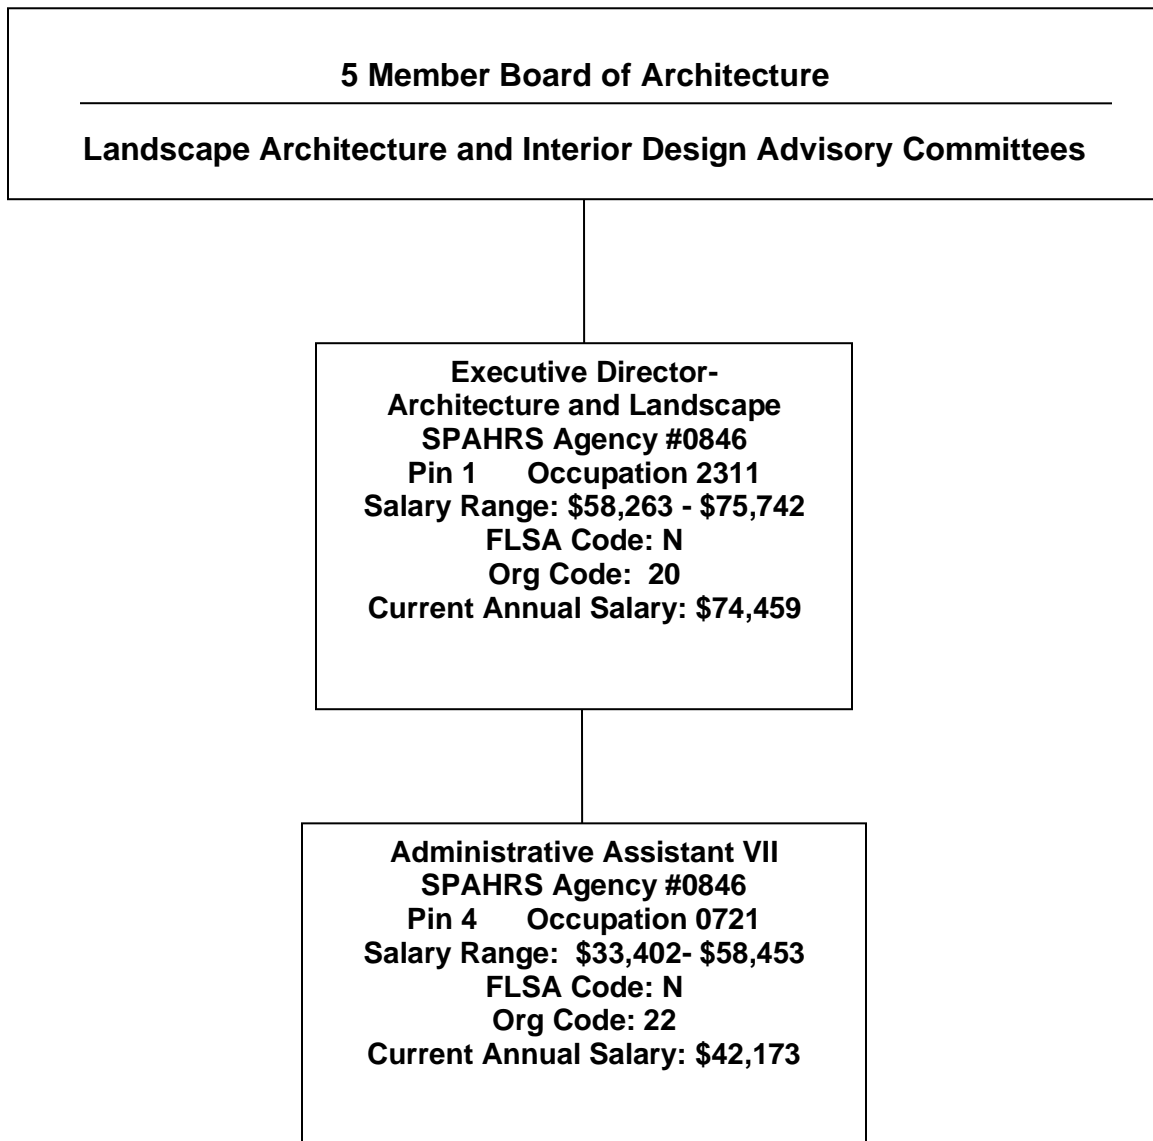 5 Member Board of Architecture
Landscape Architecture and Interior Design Advisory Committees
Executive Director-
Architecture and Landscape
SPAHRS Agency #0846
Pin 1 Occupation 2311
Salary Range: $58,263 - $75,742
FLSA Code: N
Org Code: 20
Current Annual Salary: $74,459
Administrative Assistant VII
SPAHRS Agency #0846
Pin 4 Occupation 0721
Salary Range: $33,402- $58,453
FLSA Code: N
Org Code: 22
Current Annual Salary: $42,173